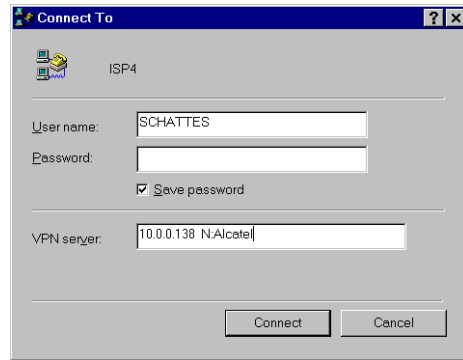 Connect To
ISP4
User name: SCHATTES
Password:
Save password
VPN server: 10.0.0.138 N:Alcatel
Connect Cancel